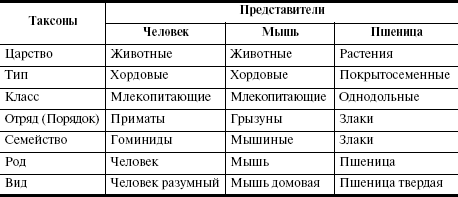 Таксоны Представители
Человек Мышь Пшеница
Царство Животные Животные Растения
Тип Хордовые Хордовые Покрытосеменные
Класс Млекопитающие Млекопитающие Однодольные
Отряд (Порядок) Приматы Грызуны Злаки
Семейство Гоминиды Мышиные Злаки
Род Человек Мышь Пшеница
Вид Человек разумный Мышь домовая Пшеница твердая